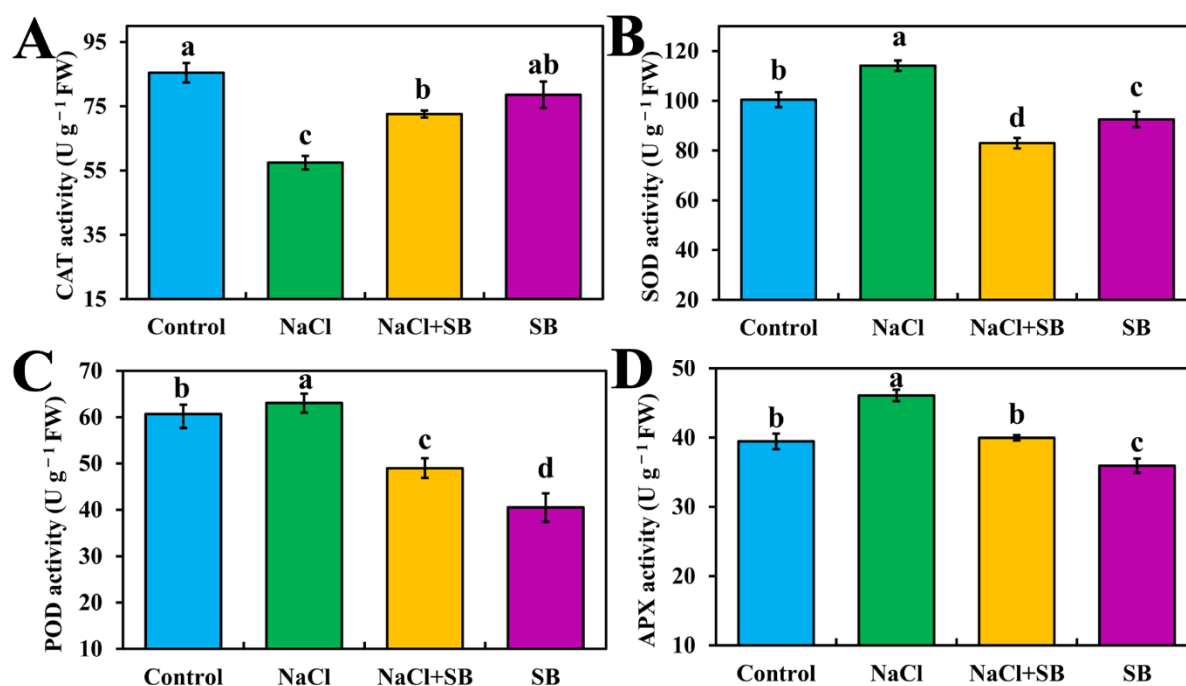 A
CAT activity (U g⁻¹ FW)
95
75
55
35
15
a
c
b
ab
Control NaCl NaCl+SB SB
B
SOD activity (U g⁻¹ FW)
120
100
80
60
40
20
b
a
d
c
Control NaCl NaCl+SB SB
C
POD activity (U g⁻¹ FW)
70
60
50
40
30
20
10
b
a
c
d
Control NaCl NaCl+SB SB
D
APX activity (U g⁻¹ FW)
50
40
30
20
10
b
a
b
c
Control NaCl NaCl+SB SB